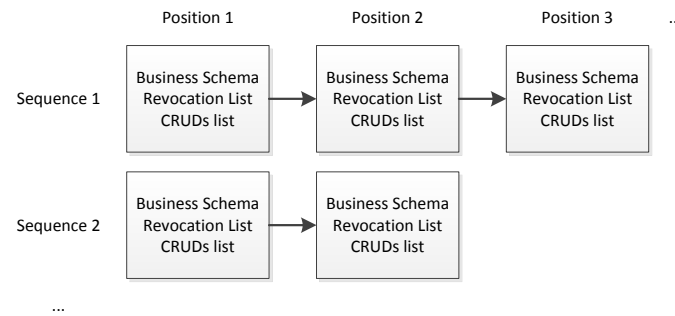 Position 1 Position 2 Position 3 ..
Business Schema Business Schema Business Schema
Sequence 1 Revocation List Revocation List Revocation List
CRUDs list CRUDs list CRUDs list
Business Schema Business Schema
Sequence 2 Revocation List Revocation List
CRUDs list CRUDs list
...